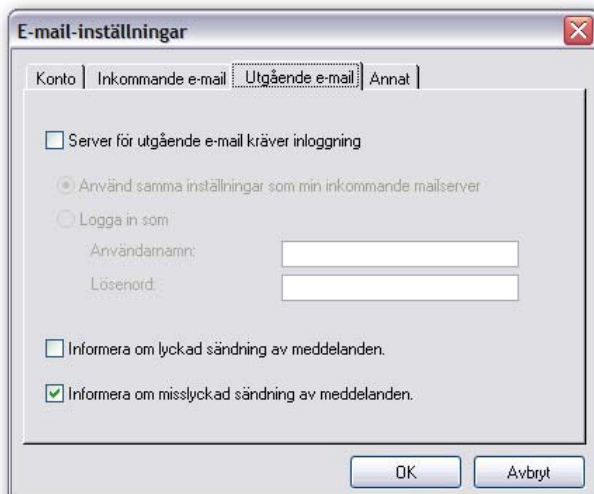 E-mail-inställningar
Konto Inkommande e-mail Utgående e-mail Annat
Server för utgående e-mail kräver inloggning
Använd samma inställningar som min inkommande mailserver
Logga in som
Användarnamn:
Lösenord:
Informera om lyckad sändning av meddelanden.
Informera om misslyckad sändning av meddelanden.
OK Avbryt